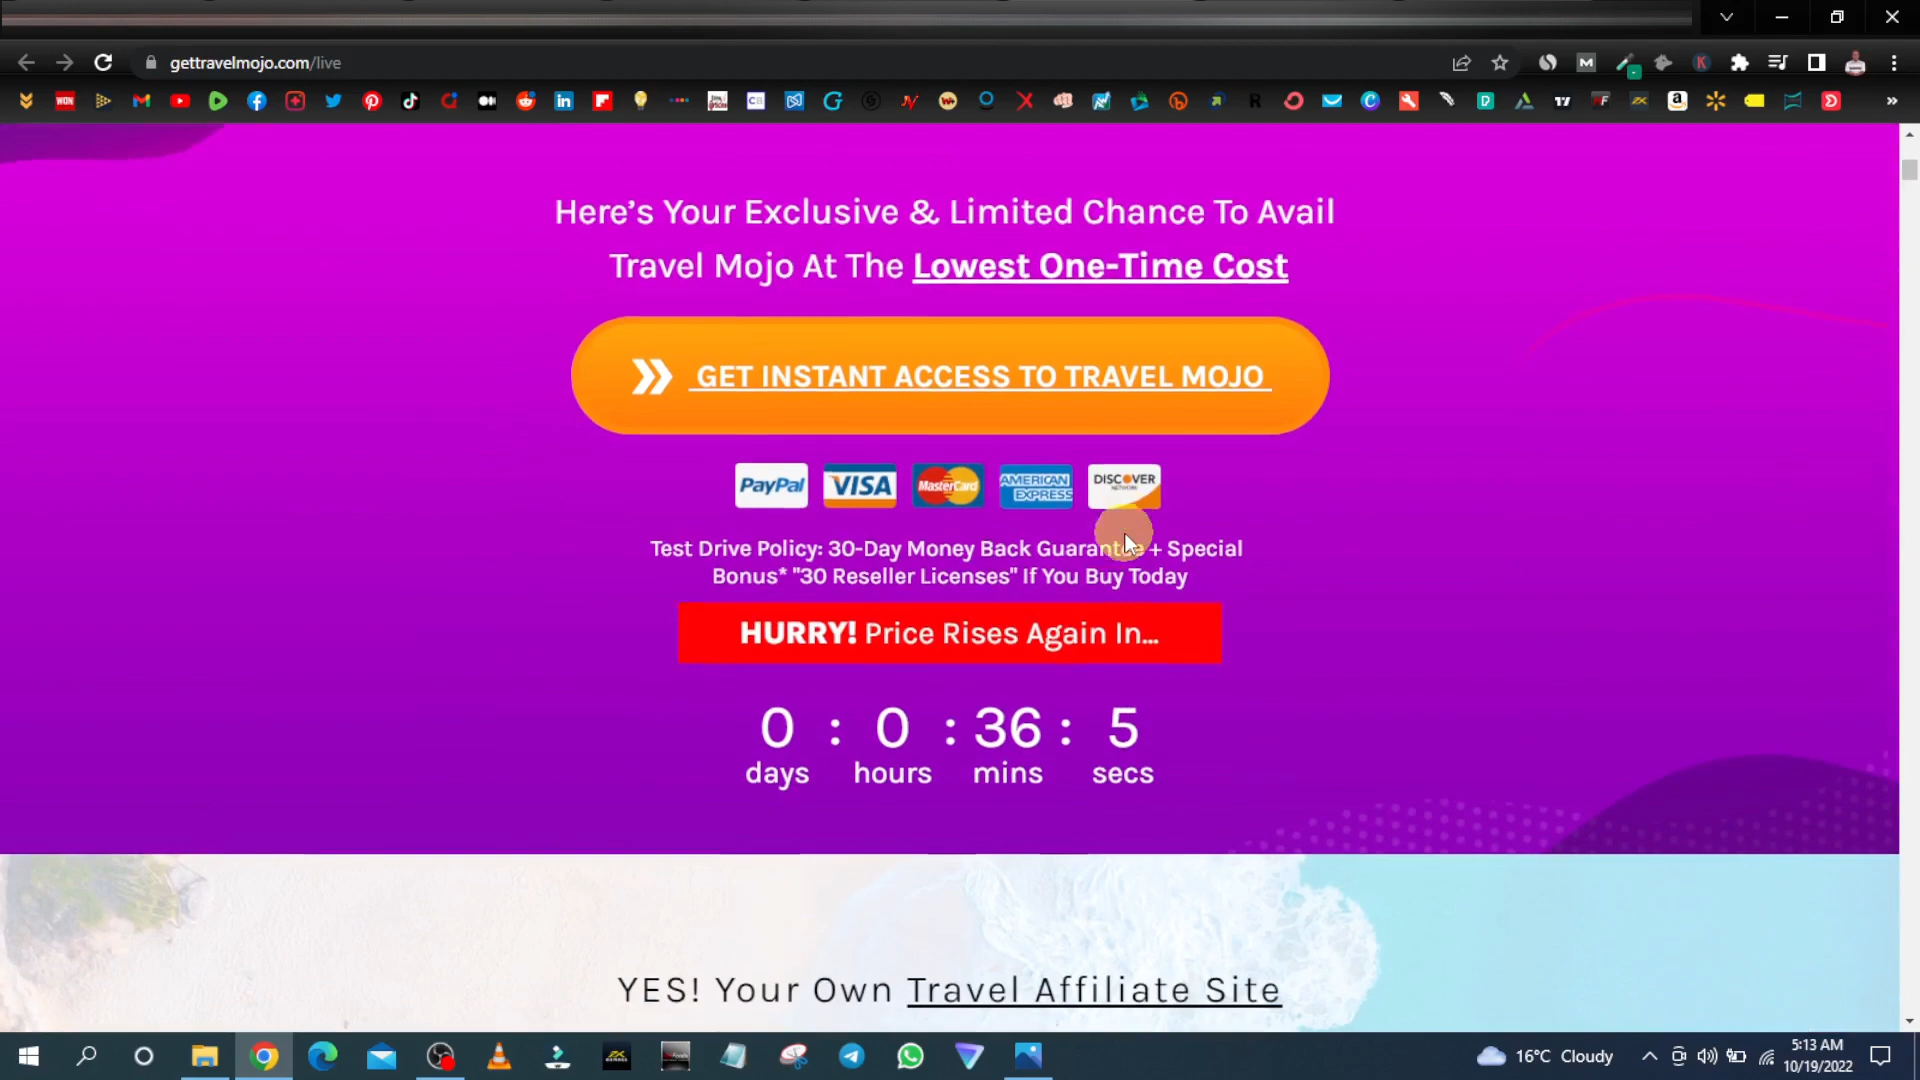 gettravelmojo.com/live
Here's Your Exclusive & Limited Chance To Avail
Travel Mojo At The Lowest One-Time Cost
GET INSTANT ACCESS TO TRAVEL MOJO
PayPal VISA MasterCard AMERICAN EXPRESS DISCOVER NETWORK
Test Drive Policy: 30-Day Money Back Guarantee + Special
Bonus* "30 Reseller Licenses" If You Buy Today
HURRY! Price Rises Again In...
0 : 0 : 36 : 5
days hours mins secs
YES! Your Own Travel Affiliate Site
16°C Cloudy
5:13 AM
10/19/2022